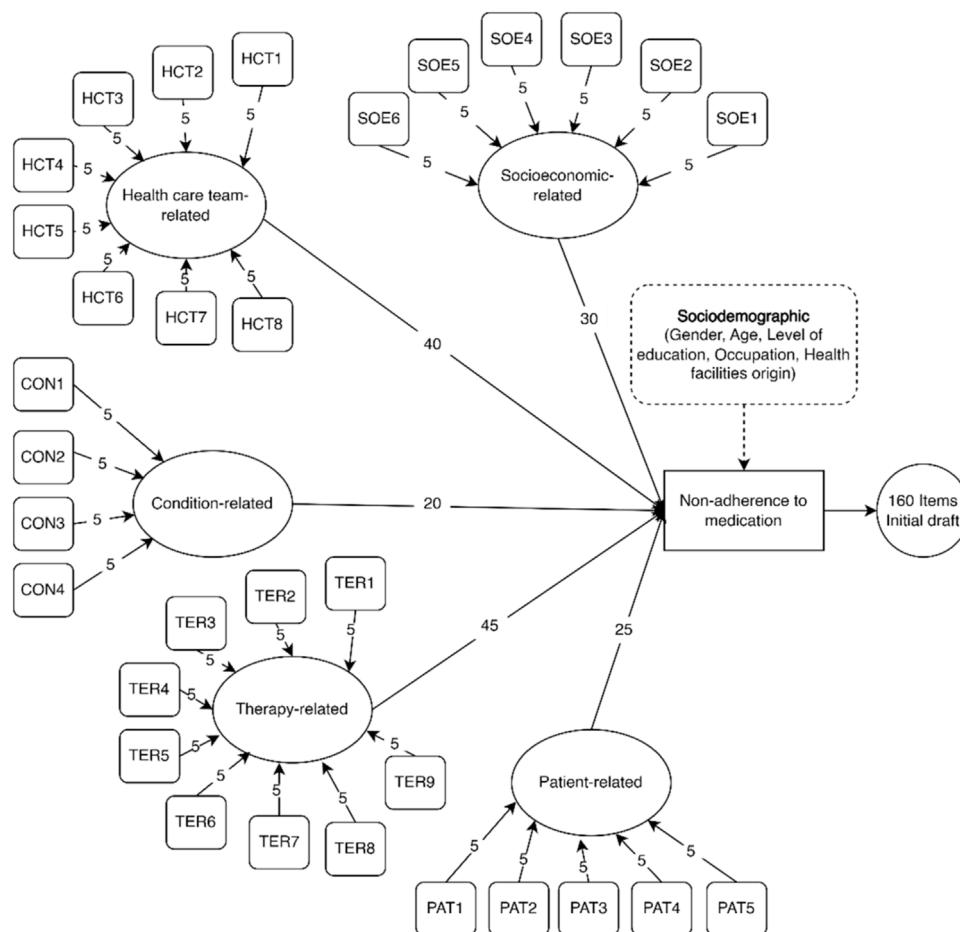 HCT1
HCT2
HCT3
HCT4
HCT5
HCT6
HCT7
HCT8
5
5
5
5
5
5
5
5
Health care team-
related
40
SOE6
SOE5
SOE4
SOE3
SOE2
SOE1
5
5
5
5
5
5
Socioeconomic-
related
30
Sociodemographic
(Gender, Age, Level of
education, Occupation, Health
facilities origin)
CON1
CON2
CON3
CON4
5
5
5
5
Condition-related
20
Non-adherence to
medication
160 Items
Initial draft
TER1
TER2
TER3
TER4
TER5
TER6
TER7
TER8
TER9
5
5
5
5
5
5
5
5
5
Therapy-related
45
25
Patient-related
5
5
5
5
5
PAT1
PAT2
PAT3
PAT4
PAT5